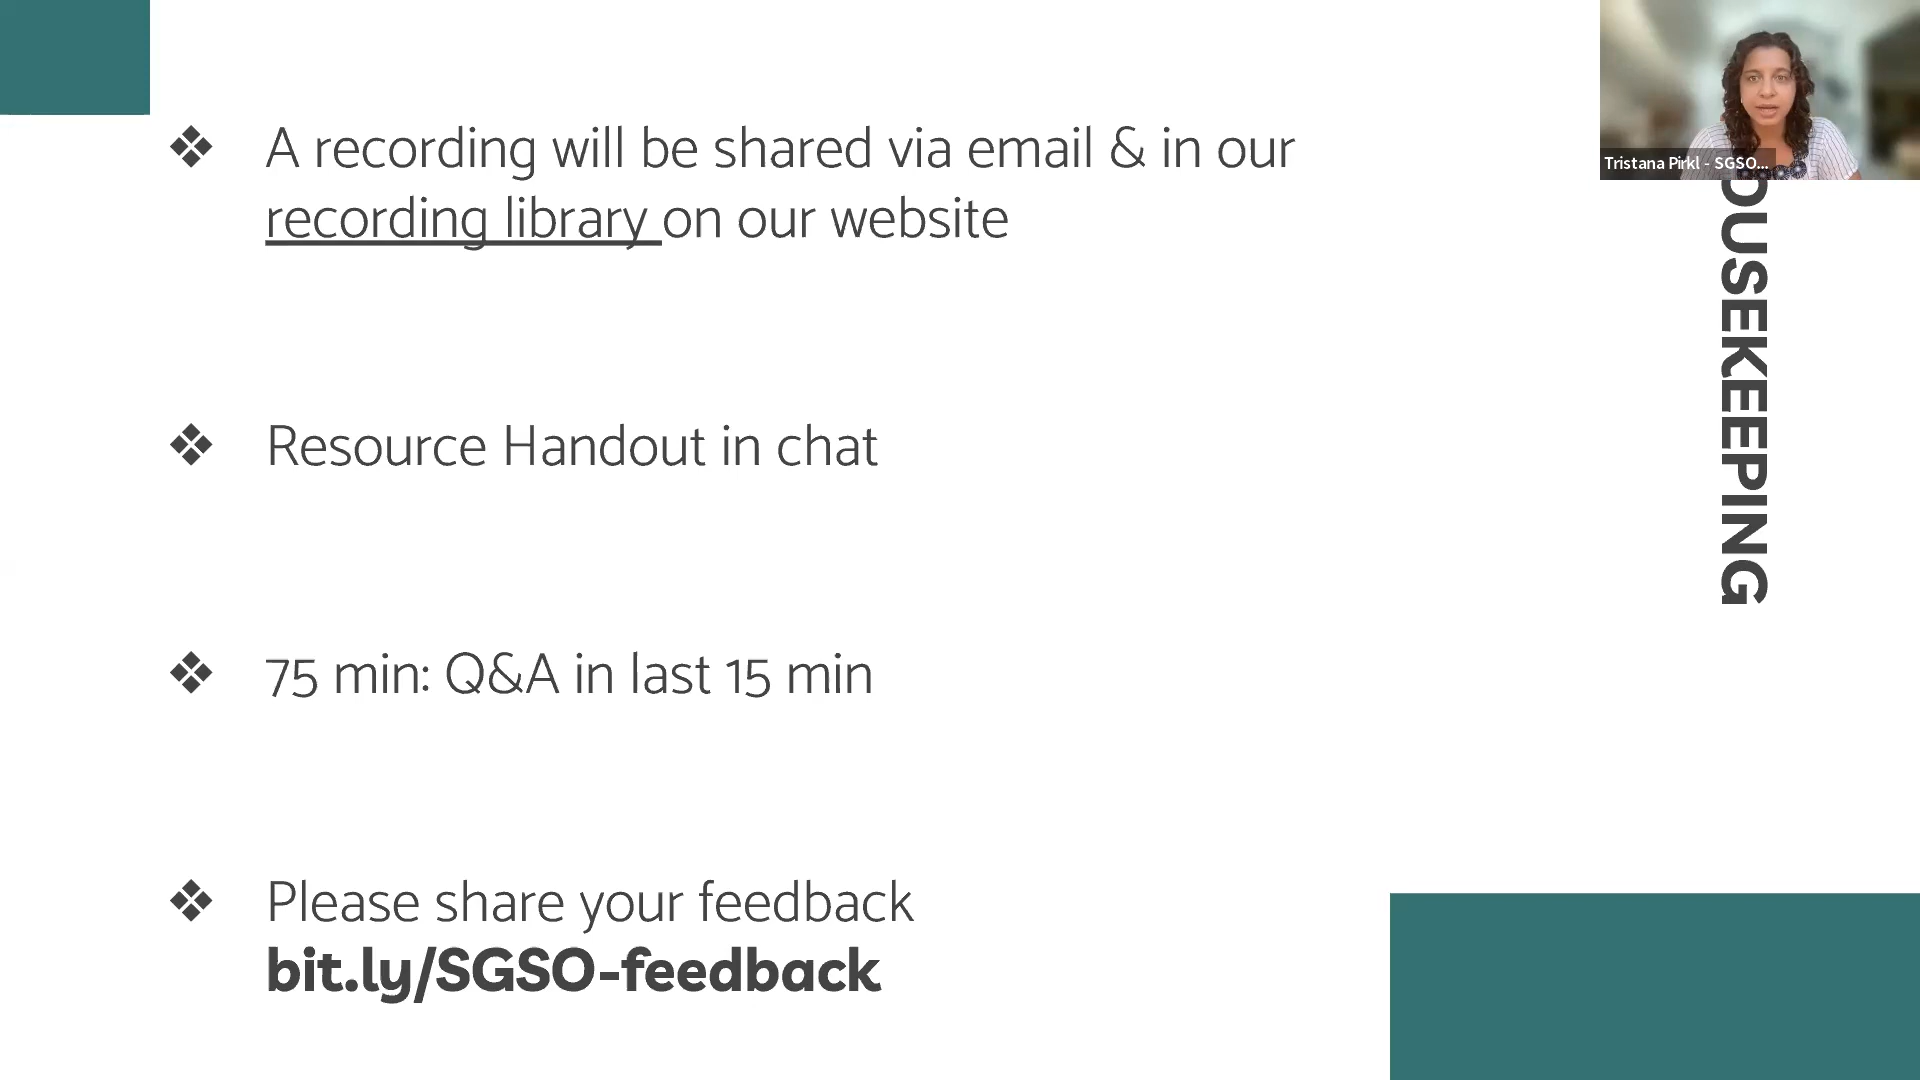 A recording will be shared via email & in our
recording library on our website
Resource Handout in chat
75 min: Q&A in last 15 min
Please share your feedback
bit.ly/SGSO-feedback
Tristana Pirkl - SGSO...
OUSEKEEPING